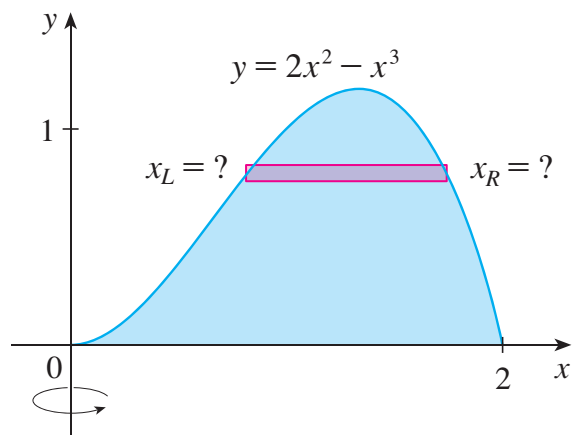 y
y = 2x² − x³
1
x_L = ?
x_R = ?
0
2
x